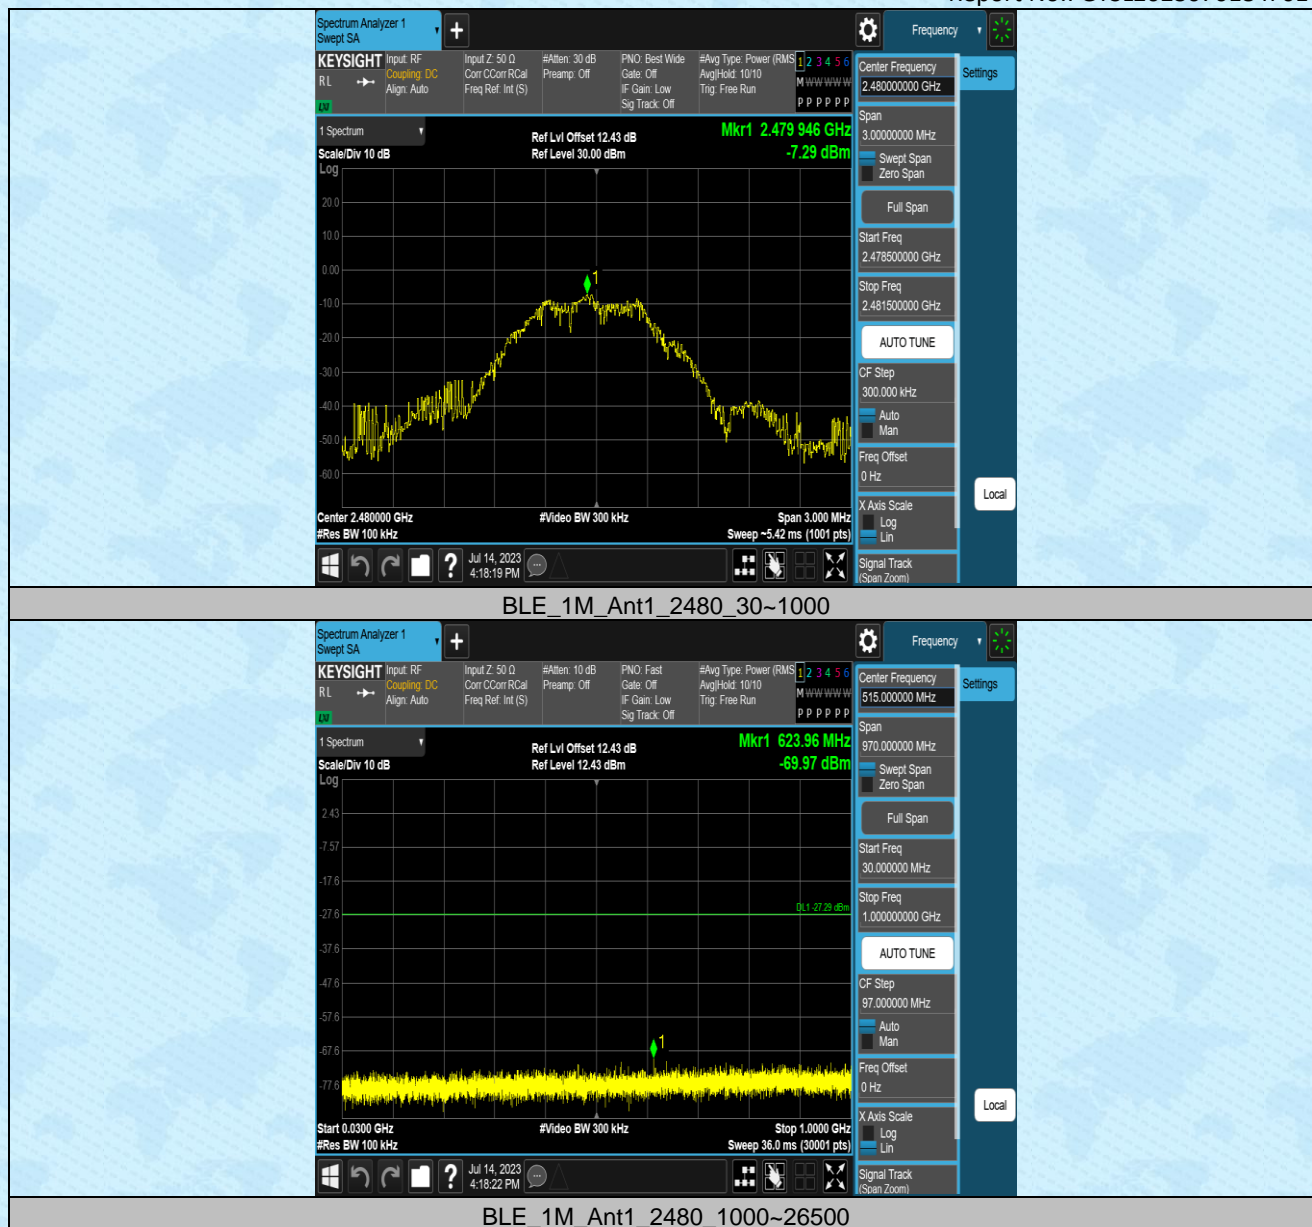 Spectrum Analyzer 1
Swept SA
Frequency
KEYSIGHT
RL
Input: RF
Coupling: DC
Align: Auto
Input Z: 50 Ω
Corr CCorr RCal
Freq Ref: Int (S)
#Atten: 30 dB
Preamp: Off
PNO: Best Wide
Gate: Off
IF Gain: Low
Sig Track: Off
#Avg Type: Power (RMS
Avg|Hold: 10/10
Trig: Free Run
1 2 3 4 5 6
M W W W W W
P P P P P P
1 Spectrum
Scale/Div 10 dB
Log
Ref Lvl Offset 12.43 dB
Ref Level 30.00 dBm
Mkr1 2.479 946 GHz
-7.29 dBm
20.0
10.0
0.00
-10.0
-20.0
-30.0
-40.0
-50.0
-60.0
1
Center 2.480000 GHz
#Res BW 100 kHz
#Video BW 300 kHz
Span 3.000 MHz
Sweep ~5.42 ms (1001 pts)
Jul 14, 2023
4:18:19 PM
Center Frequency
2.480000000 GHz
Span
3.00000000 MHz
Swept Span
Zero Span
Full Span
Start Freq
2.478500000 GHz
Stop Freq
2.481500000 GHz
AUTO TUNE
CF Step
300.000 kHz
Auto
Man
Freq Offset
0 Hz
X Axis Scale
Log
Lin
Signal Track
(Span Zoom)
Settings
Local
BLE_1M_Ant1_2480_30~1000
Spectrum Analyzer 1
Swept SA
Frequency
KEYSIGHT
RL
Input: RF
Coupling: DC
Align: Auto
Input Z: 50 Ω
Corr CCorr RCal
Freq Ref: Int (S)
#Atten: 10 dB
Preamp: Off
PNO: Fast
Gate: Off
IF Gain: Low
Sig Track: Off
#Avg Type: Power (RMS
Avg|Hold: 10/10
Trig: Free Run
1 2 3 4 5 6
M W W W W W
P P P P P P
1 Spectrum
Scale/Div 10 dB
Log
Ref Lvl Offset 12.43 dB
Ref Level 12.43 dBm
Mkr1 623.96 MHz
-69.97 dBm
2.43
-7.57
-17.6
-27.6
-37.6
-47.6
-57.6
-67.6
-77.6
DL1 -27.29 dBm
1
Start 0.0300 GHz
#Res BW 100 kHz
#Video BW 300 kHz
Stop 1.0000 GHz
Sweep 36.0 ms (30001 pts)
Jul 14, 2023
4:18:22 PM
Center Frequency
515.000000 MHz
Span
970.000000 MHz
Swept Span
Zero Span
Full Span
Start Freq
30.000000 MHz
Stop Freq
1.000000000 GHz
AUTO TUNE
CF Step
97.000000 MHz
Auto
Man
Freq Offset
0 Hz
X Axis Scale
Log
Lin
Signal Track
(Span Zoom)
Settings
Local
BLE_1M_Ant1_2480_1000~26500